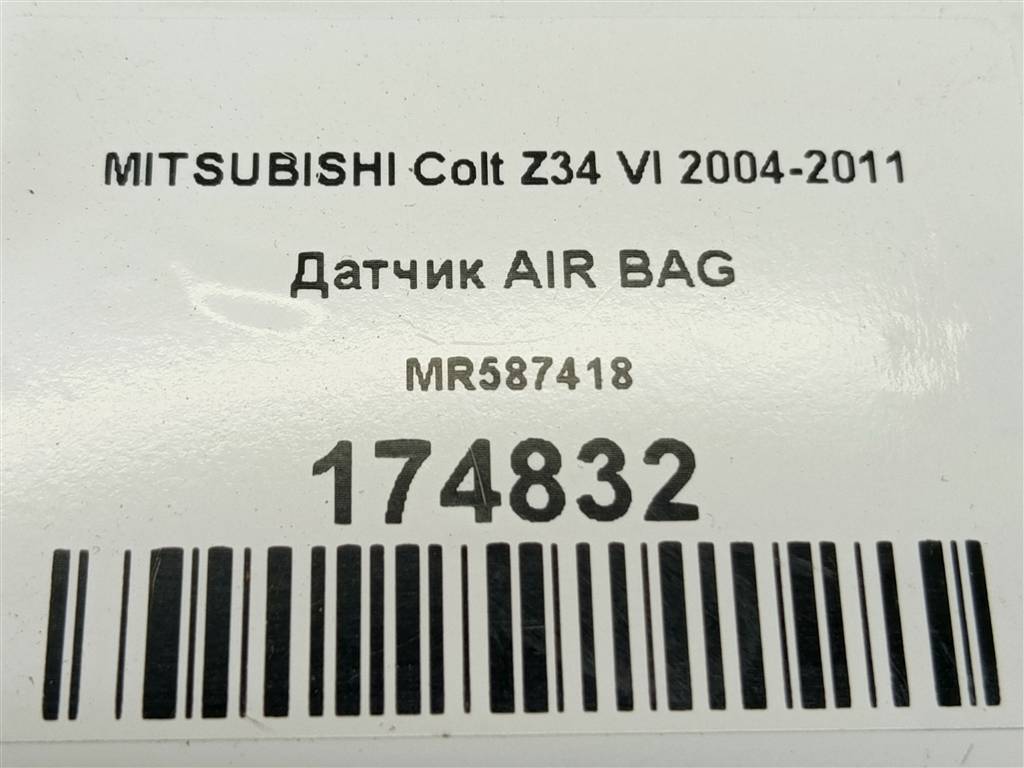 MITSUBISHI Colt Z34 VI 2004-2011
Датчик AIR BAG
MR587418
174832